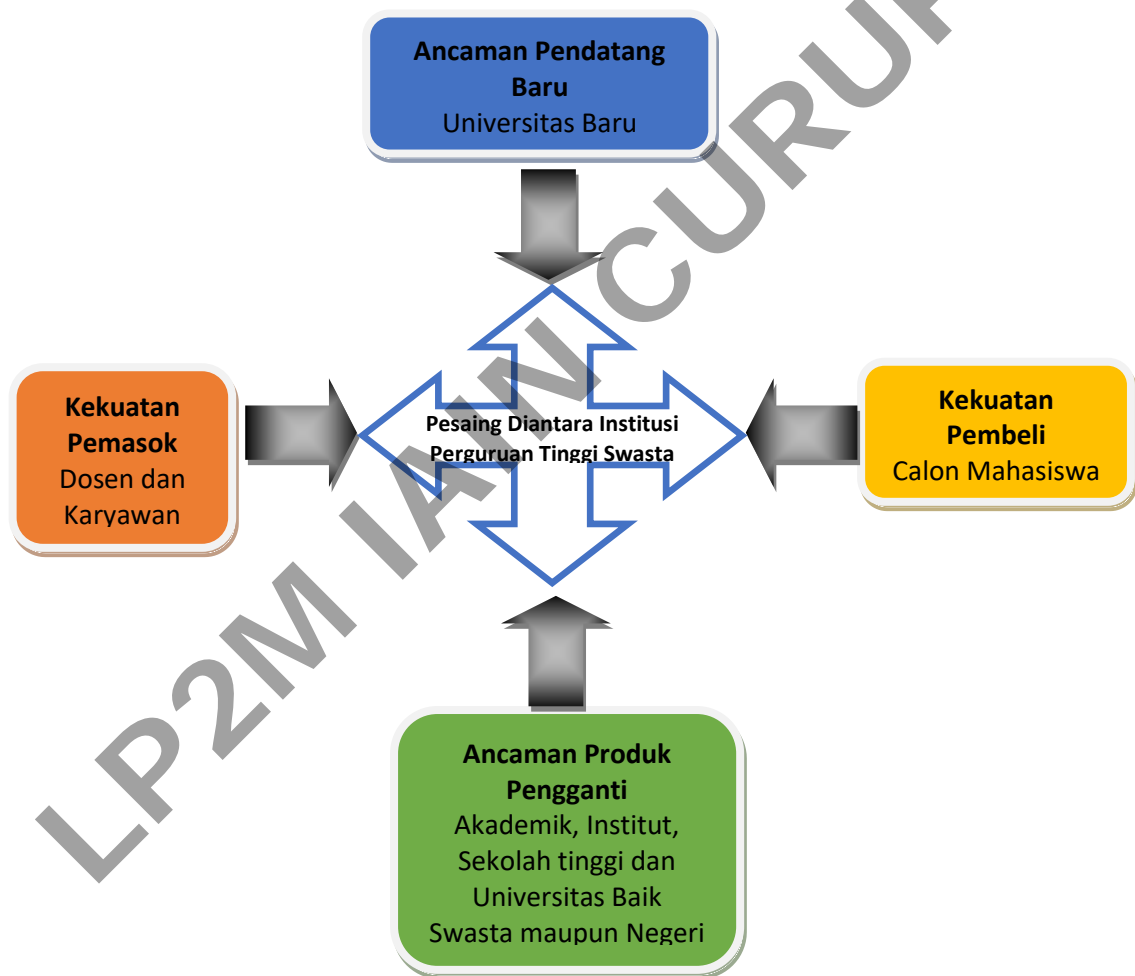 Ancaman Pendatang
Baru
Universitas Baru
Kekuatan
Pemasok
Dosen dan
Karyawan
Pesaing Diantara Institusi
Perguruan Tinggi Swasta
Kekuatan
Pembeli
Calon Mahasiswa
Ancaman Produk
Pengganti
Akademik, Institut,
Sekolah tinggi dan
Universitas Baik
Swasta maupun Negeri
LP2M IAIN CURUP